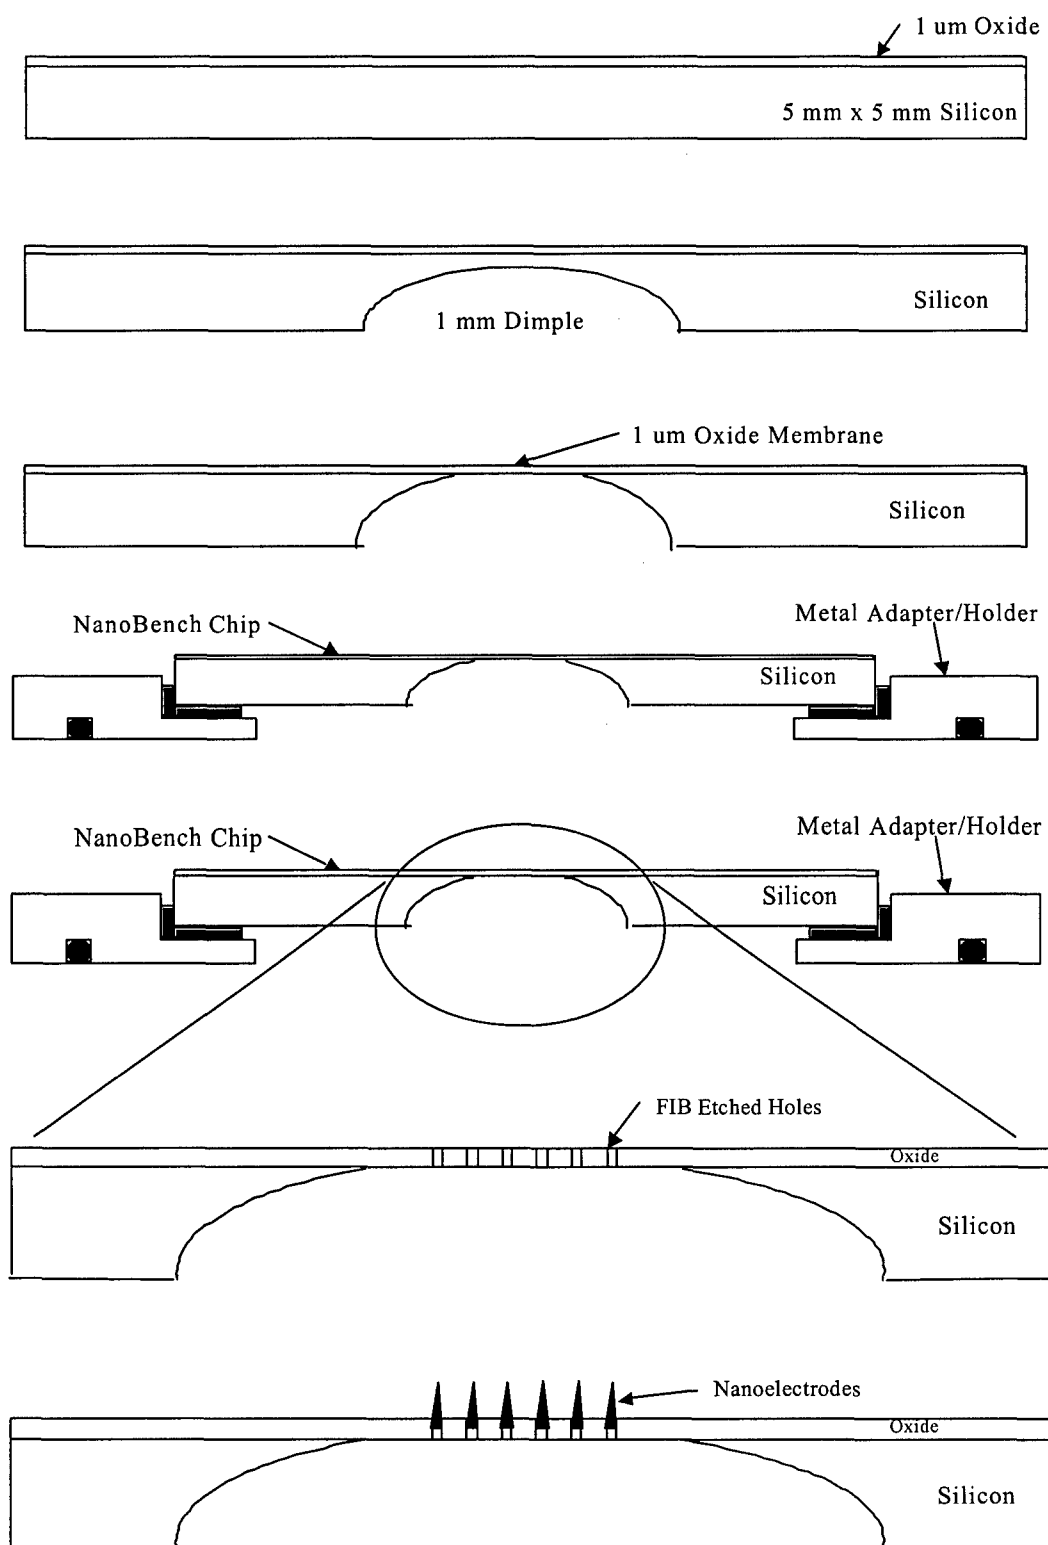 1 um Oxide
5 mm x 5 mm Silicon
Silicon
1 mm Dimple
1 um Oxide Membrane
Silicon
NanoBench Chip
Metal Adapter/Holder
Silicon
NanoBench Chip
Metal Adapter/Holder
Silicon
FIB Etched Holes
Oxide
Silicon
Nanoelectrodes
Oxide
Silicon